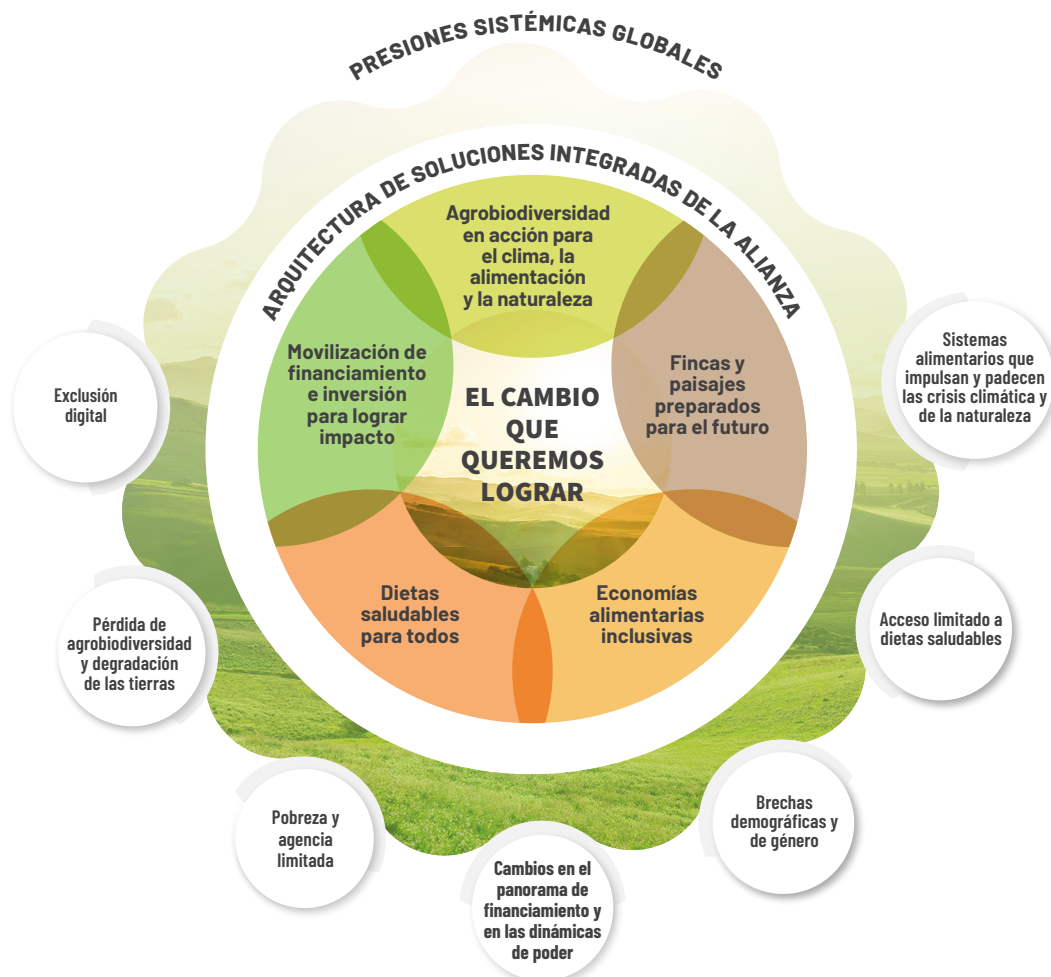 PRESIONES SISTÉMICAS GLOBALES
ARQUITECTURA DE SOLUCIONES INTEGRADAS DE LA ALIANZA
Agrobiodiversidad
en acción para
el clima, la
alimentación
y la naturaleza
Movilización de
financiamiento
e inversión
para lograr
impacto
EL CAMBIO
QUE
QUEREMOS
LOGRAR
Fincas y
paisajes
preparados
para el futuro
Dietas
saludables
para todos
Economías
alimentarias
inclusivas
Sistemas
alimentarios que
impulsan y padecen
las crisis climática y
de la naturaleza
Acceso limitado a
dietas saludables
Brechas
demográficas y
de género
Cambios en el
panorama de
financiamiento y
en las dinámicas
de poder
Pobreza y
agencia
limitada
Pérdida de
agrobiodiversidad
y degradación
de las tierras
Exclusión
digital